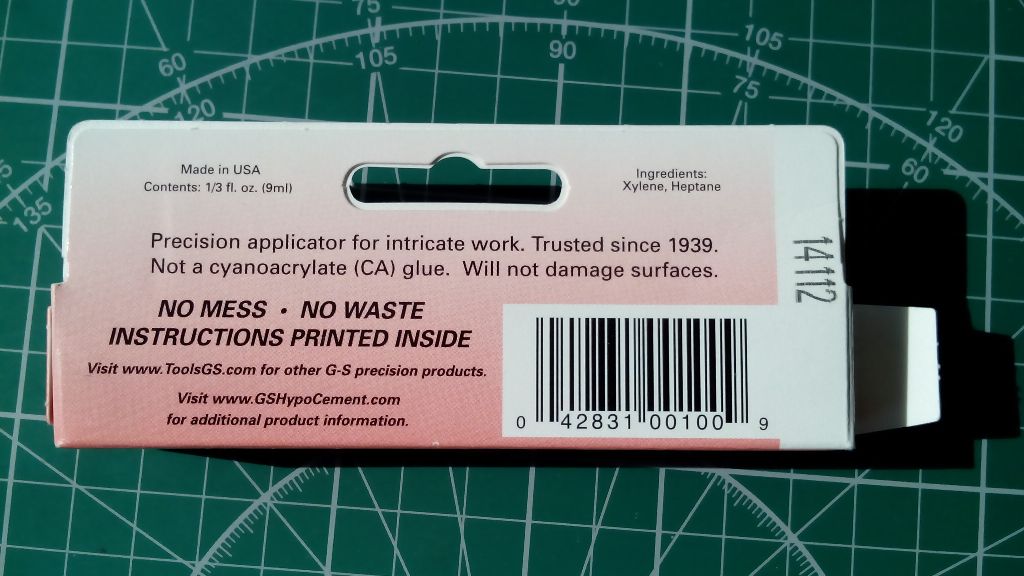 75
90
105
60
105
90
75
120
120
60
135
Made in USA
Contents: 1/3 fl. oz. (9ml)
Ingredients:
Xylene, Heptane
Precision applicator for intricate work. Trusted since 1939.
Not a cyanoacrylate (CA) glue. Will not damage surfaces.
14112
NO MESS · NO WASTE
INSTRUCTIONS PRINTED INSIDE
Visit www.ToolsGS.com for other G-S precision products.
Visit www.GSHypoCement.com
for additional product information.
0 42831 00100 9